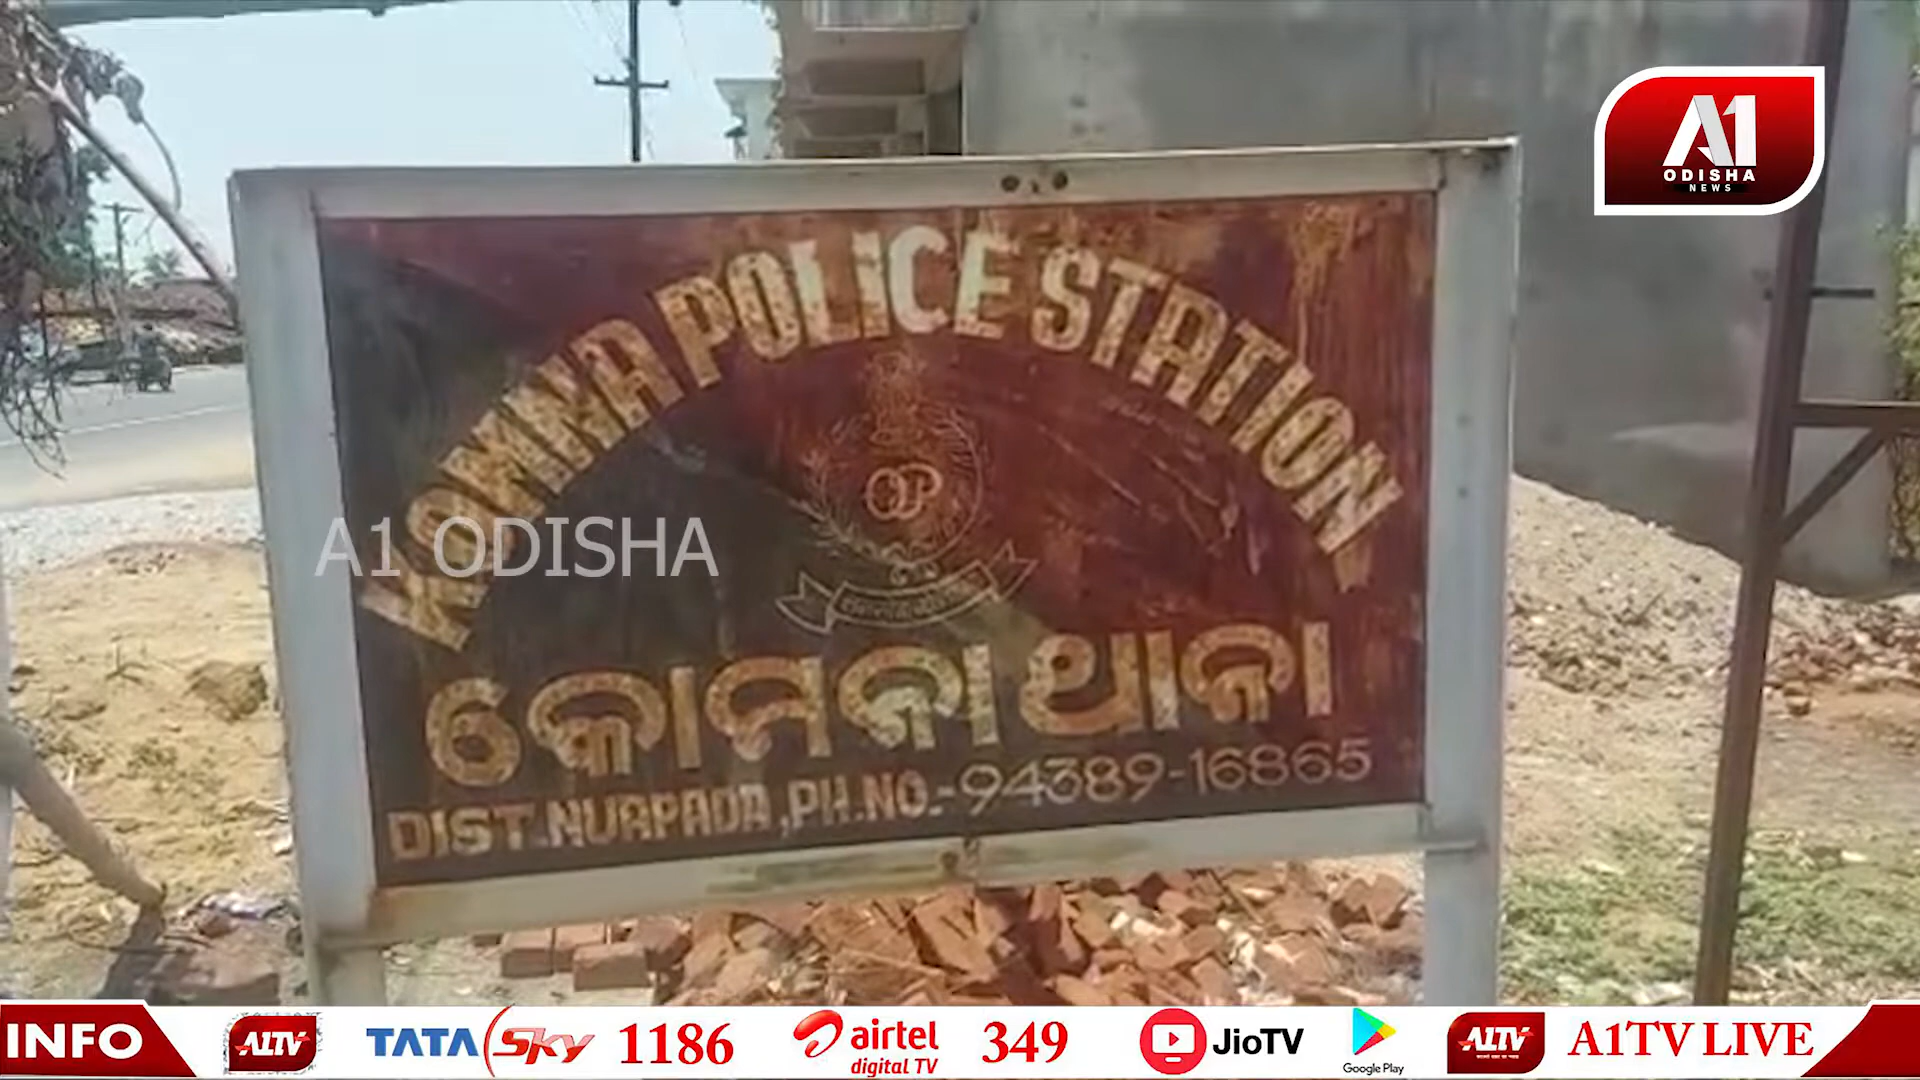 A1
ODISHA
NEWS
KOMNA POLICE STATION
OP
A1 ODISHA
କୋମନା ଥାନା
DIST.NUAPADA,PH.NO.-94389-16865
INFO A1TV TATA Sky 1186 airtel digital TV 349 JioTV Google Play A1TV A1TV LIVE